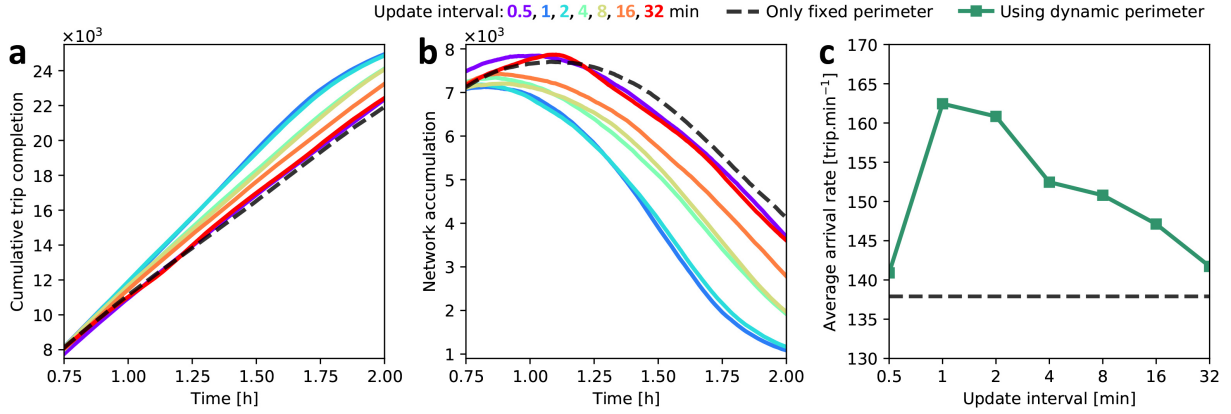 Update interval: 0.5, 1, 2, 4, 8, 16, 32 min
Only fixed perimeter
Using dynamic perimeter
a
×10³
24
22
20
18
16
14
12
10
8
Cumulative trip completion
0.75 1.00 1.25 1.50 1.75 2.00
Time [h]
b
×10³
8
7
6
5
4
3
2
1
Network accumulation
0.75 1.00 1.25 1.50 1.75 2.00
Time [h]
c
170
165
160
155
150
145
140
135
130
Average arrival rate [trip.min⁻¹]
0.5 1 2 4 8 16 32
Update interval [min]